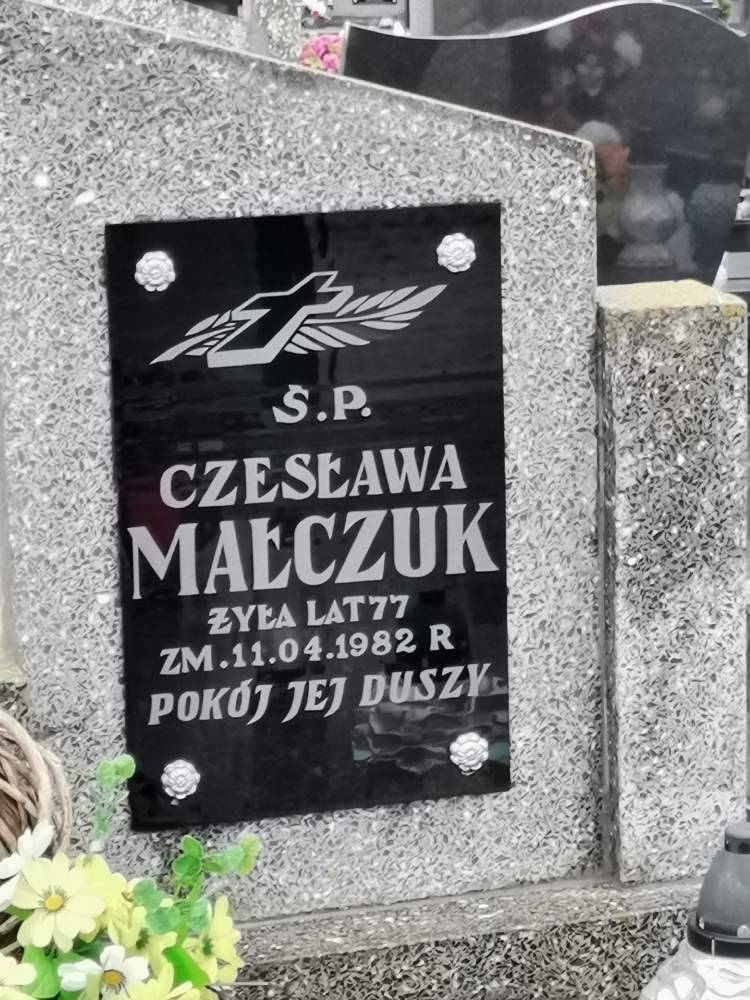 Ś.P.
CZESŁAWA
MAŁCZUK
ŻYŁA LAT 77
ZM.11.04.1982 R
POKÓJ JEJ DUSZY